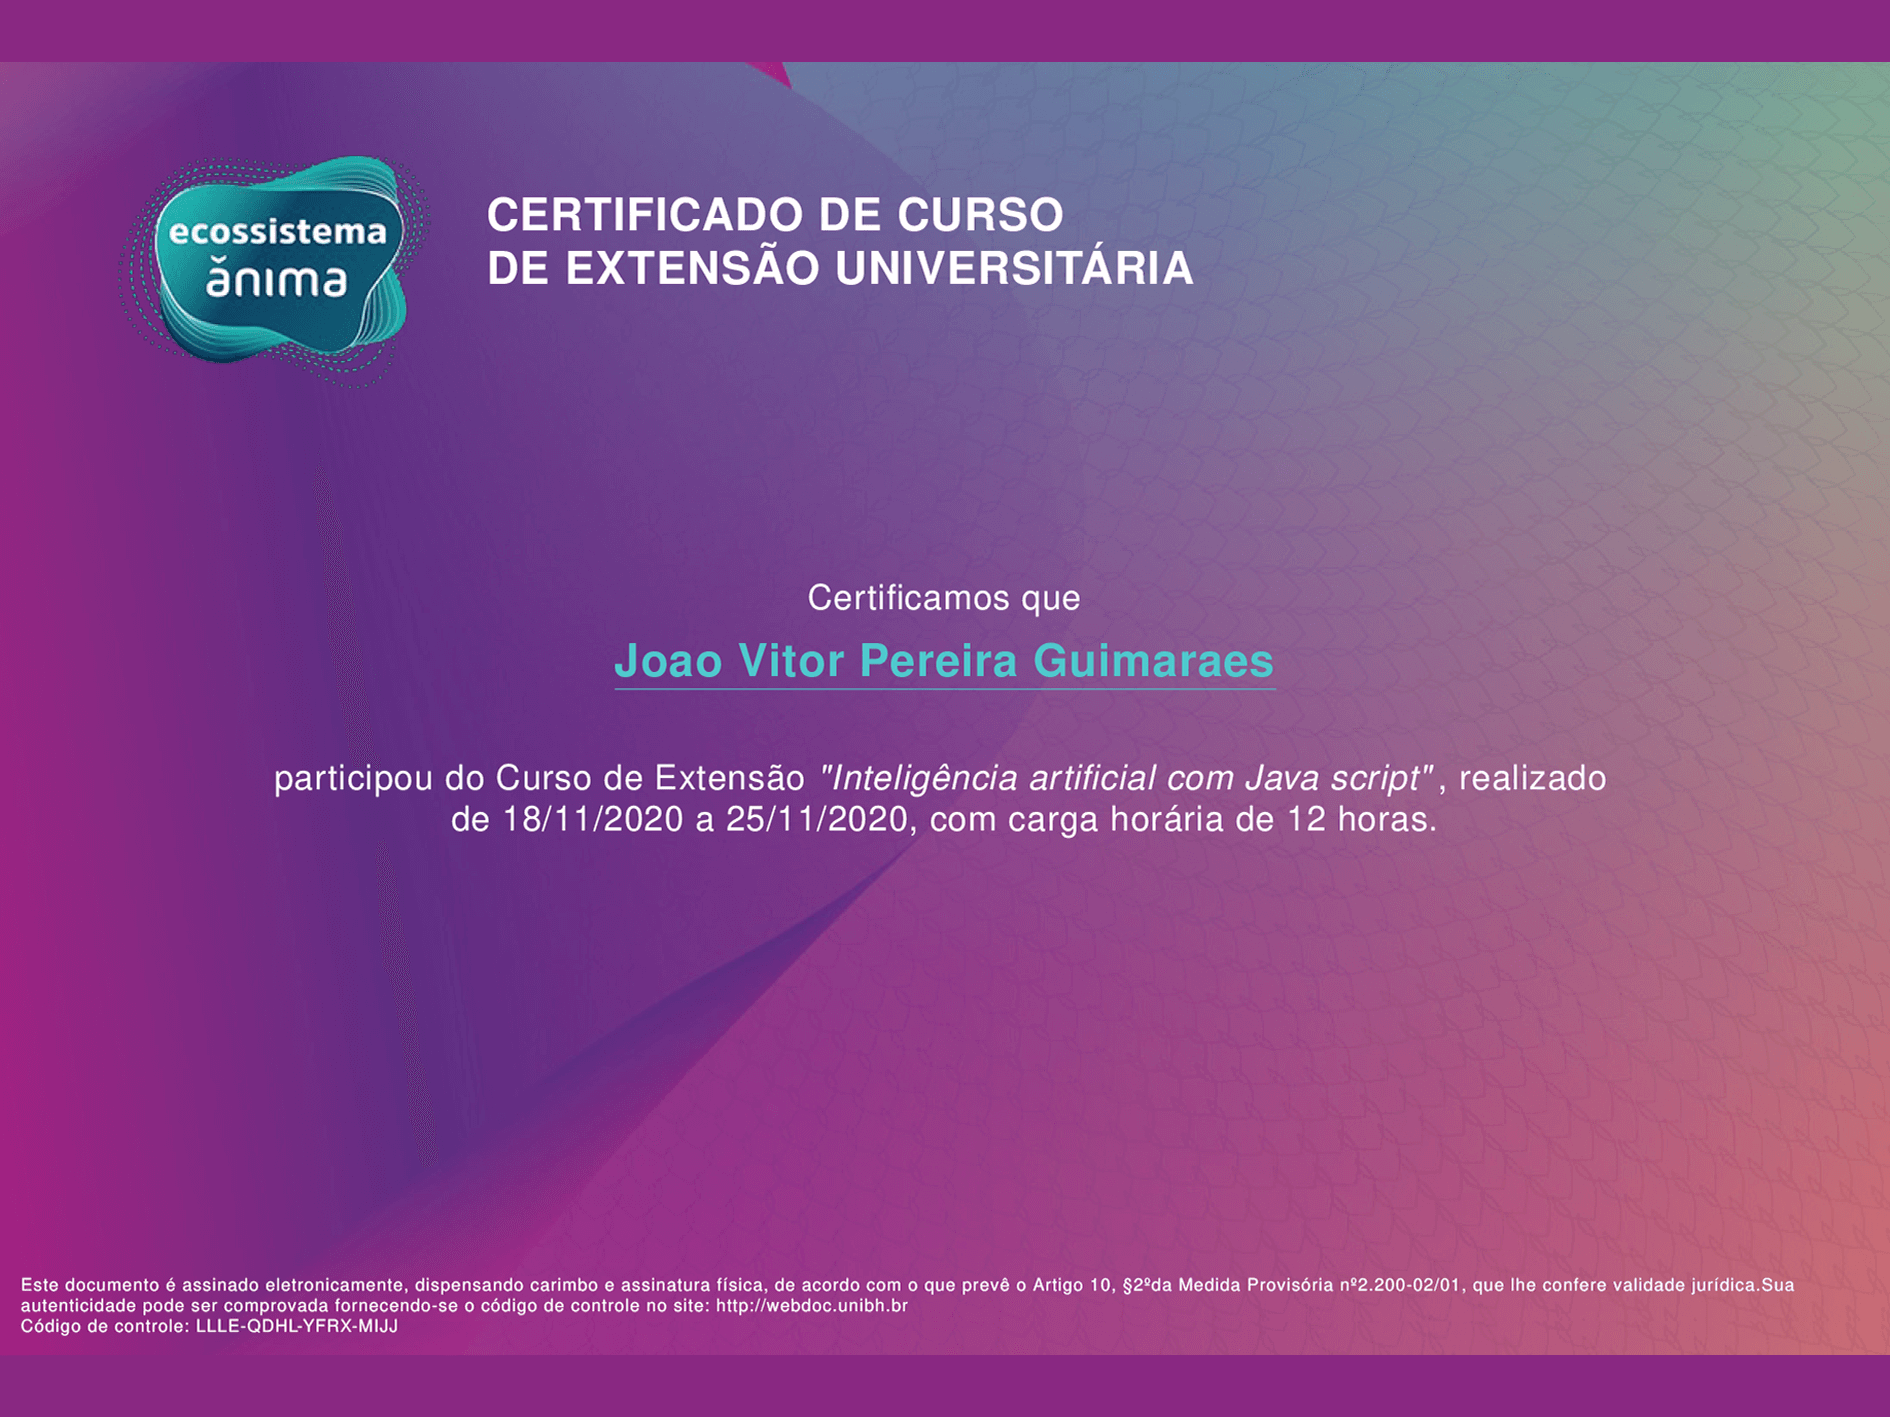 ecossistema
ănıma
CERTIFICADO DE CURSO
DE EXTENSÃO UNIVERSITÁRIA
Certificamos que
Joao Vitor Pereira Guimaraes
participou do Curso de Extensão "Inteligência artificial com Java script", realizado
de 18/11/2020 a 25/11/2020, com carga horária de 12 horas.
Este documento é assinado eletronicamente, dispensando carimbo e assinatura física, de acordo com o que prevê o Artigo 10, §2ºda Medida Provisória nº2.200-02/01, que lhe confere validade jurídica.Sua
autenticidade pode ser comprovada fornecendo-se o código de controle no site: http://webdoc.unibh.br
Código de controle: LLLE-QDHL-YFRX-MIJJ